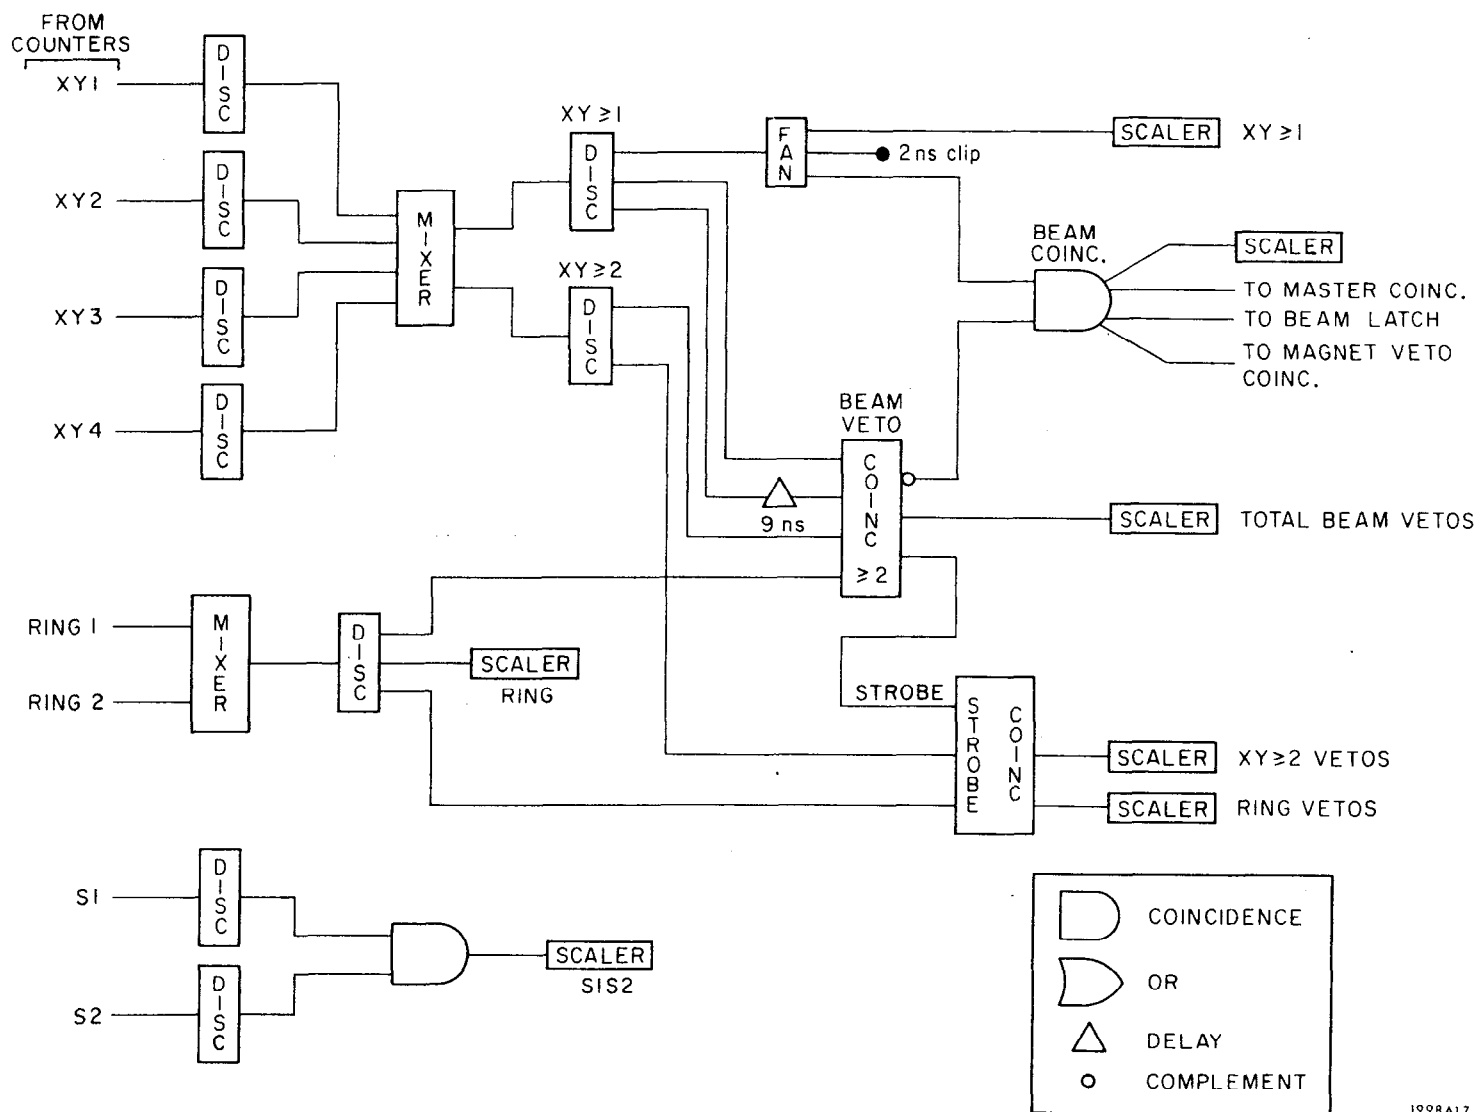 FROM
COUNTERS
XY1
DISC
XY2
DISC
XY3
DISC
XY4
DISC
MIXER
XY ≥ 1
DISC
XY ≥ 2
DISC
FAN
SCALER XY ≥ 1
2ns clip
BEAM
COINC.
SCALER
TO MASTER COINC.
TO BEAM LATCH
TO MAGNET VETO
COINC.
BEAM
VETO
COINC
≥ 2
9 ns
SCALER TOTAL BEAM VETOS
RING 1
RING 2
MIXER
DISC
SCALER
RING
STROBE
STROBE
COINC
SCALER XY≥2 VETOS
SCALER RING VETOS
S1
DISC
S2
DISC
SCALER
S1S2
COINCIDENCE
OR
DELAY
COMPLEMENT
1998A17